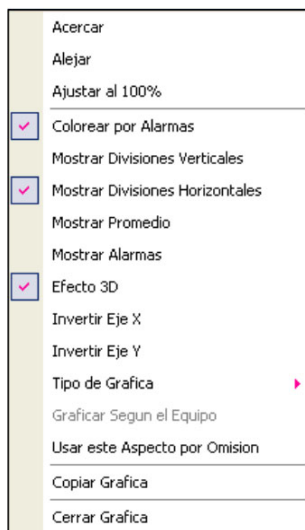 Acercar
Alejar
Ajustar al 100%
Colorear por Alarmas
Mostrar Divisiones Verticales
Mostrar Divisiones Horizontales
Mostrar Promedio
Mostrar Alarmas
Efecto 3D
Invertir Eje X
Invertir Eje Y
Tipo de Grafica
Graficar Segun el Equipo
Usar este Aspecto por Omision
Copiar Grafica
Cerrar Grafica